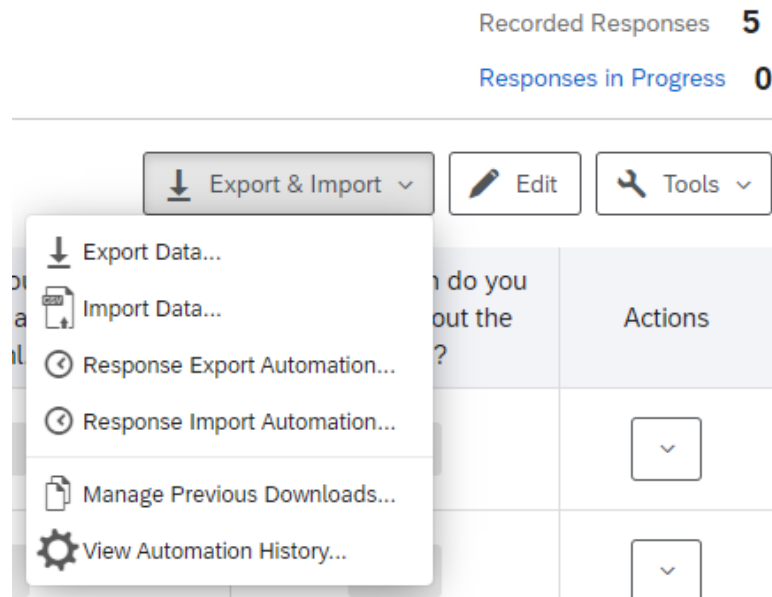 Recorded Responses 5
Responses in Progress 0
Export & Import
Edit
Tools
Export Data...
CSV
Import Data...
Response Export Automation...
Response Import Automation...
Manage Previous Downloads...
View Automation History...
do you
out the
?
Actions